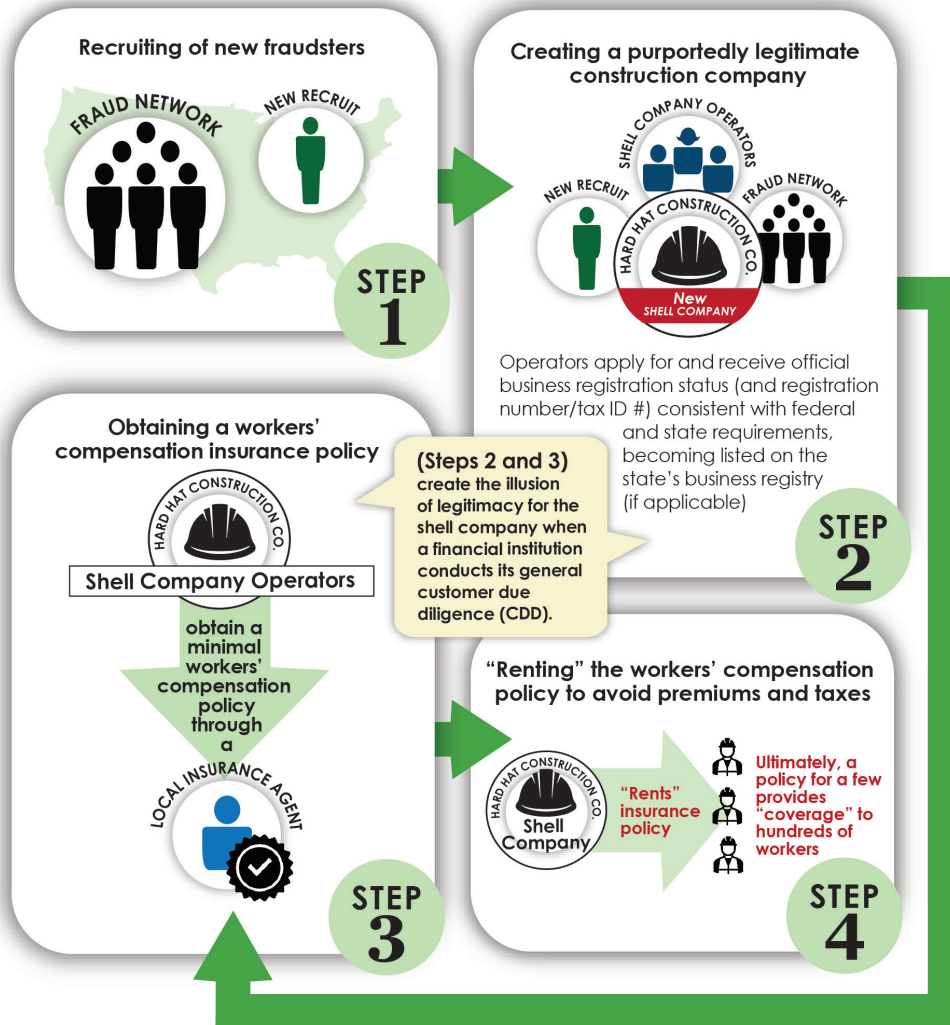 Recruiting of new fraudsters
FRAUD NETWORK
NEW RECRUIT
STEP
1
Creating a purportedly legitimate
construction company
SHELL COMPANY OPERATORS
NEW RECRUIT
FRAUD NETWORK
HARD HAT CONSTRUCTION CO.
New
SHELL COMPANY
Operators apply for and receive official
business registration status (and registration
number/tax ID #) consistent with federal
and state requirements,
becoming listed on the
state’s business registry
(if applicable)
STEP
2
(Steps 2 and 3)
create the illusion
of legitimacy for the
shell company when
a financial institution
conducts its general
customer due
diligence (CDD).
Obtaining a workers’
compensation insurance policy
HARD HAT CONSTRUCTION CO.
Shell Company Operators
obtain a
minimal
workers’
compensation
policy
through
a
LOCAL INSURANCE AGENT
STEP
3
“Renting” the workers’ compensation
policy to avoid premiums and taxes
HARD HAT CONSTRUCTION CO.
Shell
Company
“Rents”
insurance
policy
Ultimately, a
policy for a few
provides
“coverage” to
hundreds of
workers
STEP
4